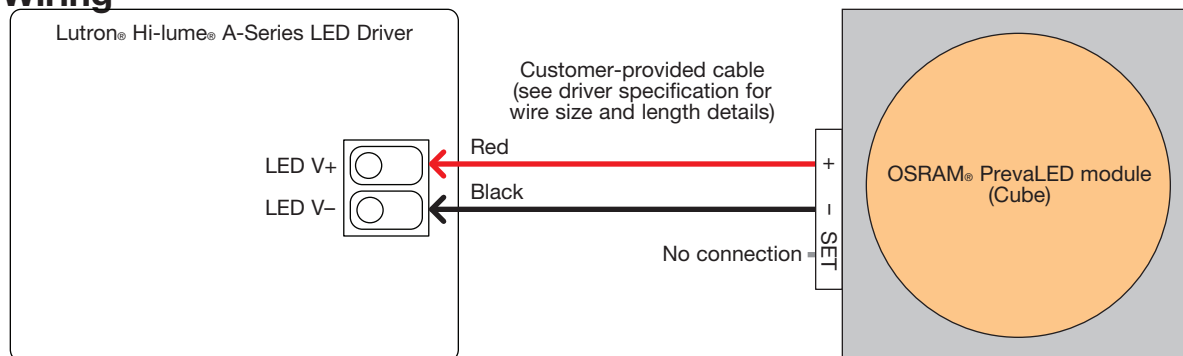 Wiring
Lutron® Hi-lume® A-Series LED Driver
Customer-provided cable
(see driver specification for
wire size and length details)
LED V+
Red
+
LED V–
Black
–
No connection
SET
OSRAM® PrevaLED module
(Cube)